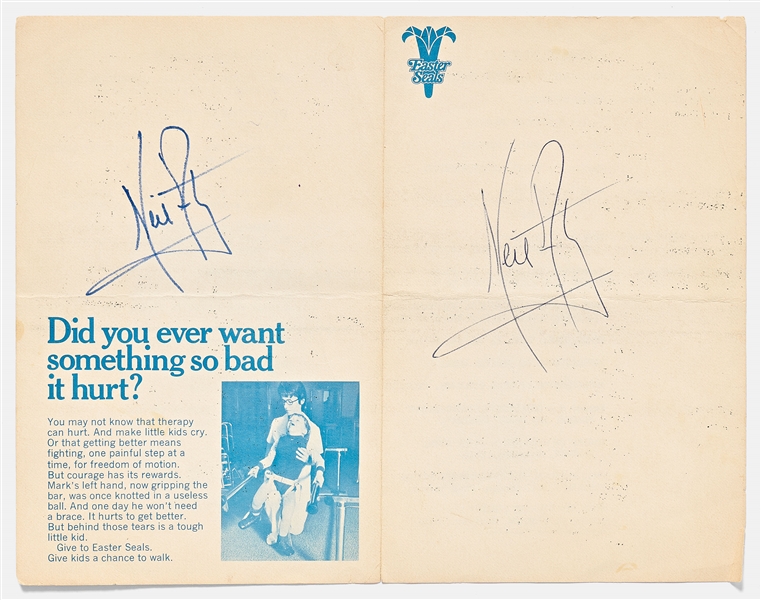 Neil
Did you ever want
something so bad
it hurt?
You may not know that therapy
can hurt. And make little kids cry.
Or that getting better means
fighting, one painful step at a
time, for freedom of motion.
But courage has its rewards.
Mark's left hand, now gripping the
bar, was once knotted in a useless
ball. And one day he won't need
a brace. It hurts to get better.
But behind those tears is a tough
little kid.
Give to Easter Seals.
Give kids a chance to walk.
Easter
Seals
Neil